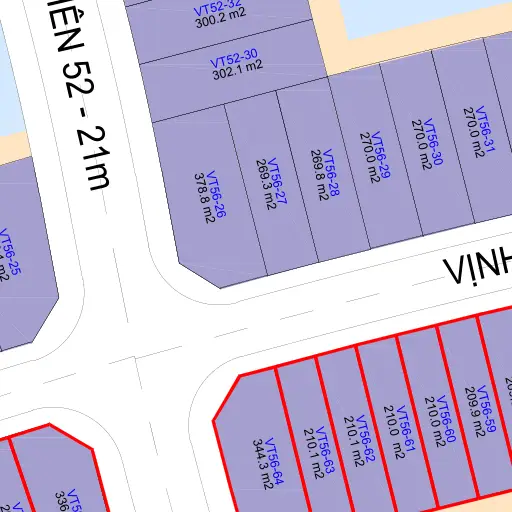 VT52-32
300.2 m2
VT52-30
302.1 m2
52 - 21m
VT56-26
378.8 m2
VT56-27
269.3 m2
VT56-28
269.8 m2
VT56-29
270.0 m2
VT56-30
270.0 m2
VT56-31
270.0 m2
VT56-25
VỊNH
VT56-64
344.3 m2
VT56-63
210.1 m2
VT56-62
210.1 m2
VT56-61
210.0 m2
VT56-60
210.0 m2
VT56-59
209.9 m2